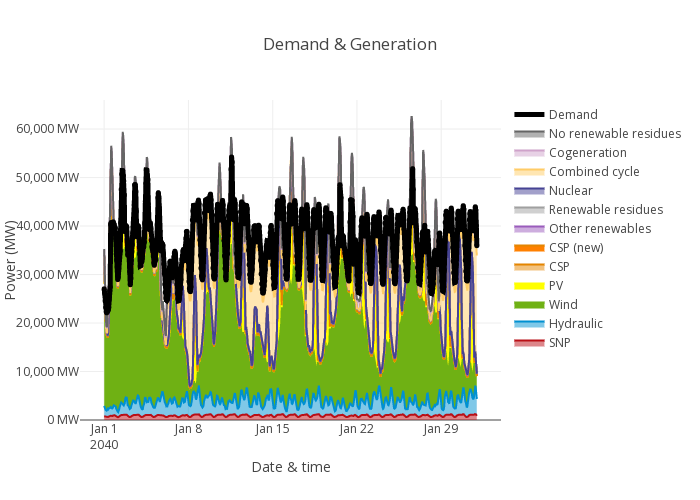 Demand & Generation
60,000 MW
50,000 MW
40,000 MW
30,000 MW
20,000 MW
10,000 MW
0 MW
Power (MW)
Jan 1
2040
Jan 8
Jan 15
Jan 22
Jan 29
Date & time
Demand
No renewable residues
Cogeneration
Combined cycle
Nuclear
Renewable residues
Other renewables
CSP (new)
CSP
PV
Wind
Hydraulic
SNP